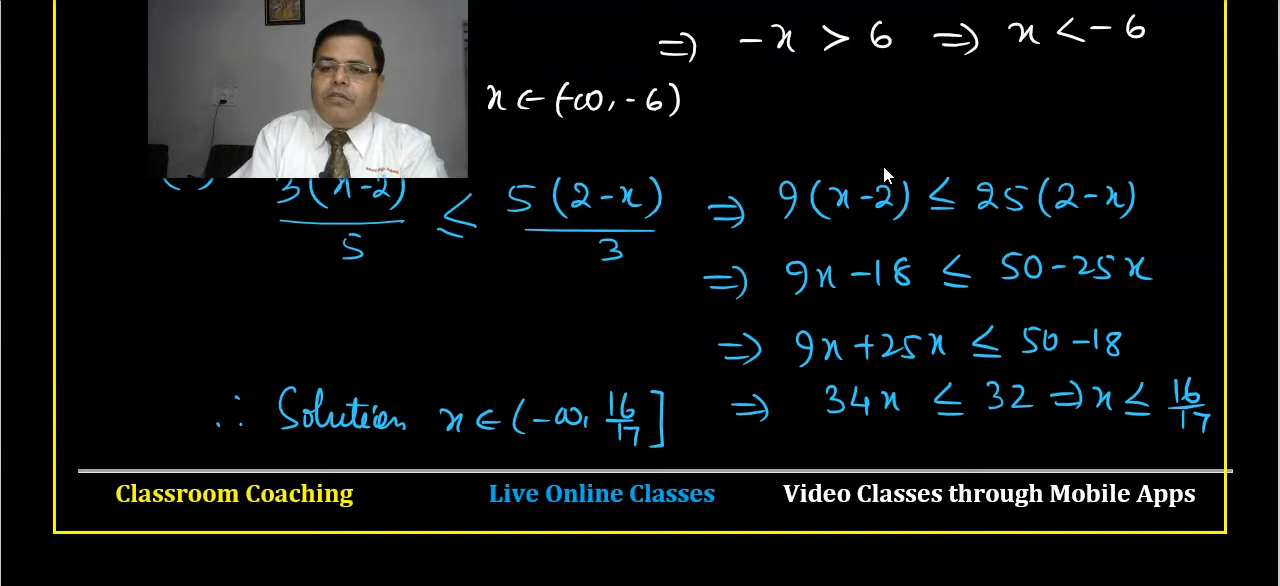 ⇒ -x > 6 ⇒ x < -6
x ∈ (-∞, -6)
3(x-2)/5 ≤ 5(2-x)/3 ⇒ 9(x-2) ≤ 25(2-x)
⇒ 9x-18 ≤ 50-25x
⇒ 9x+25x ≤ 50-18
⇒ 34x ≤ 32 ⇒ x ≤ 16/17
∴ Solution x ∈ (-∞, 16/17]
Classroom Coaching Live Online Classes Video Classes through Mobile Apps